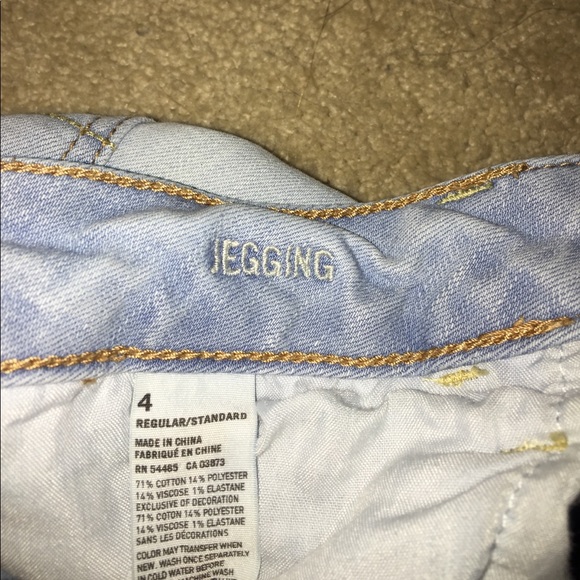 JEGGING
4
REGULAR/STANDARD
MADE IN CHINA
FABRIQUÉ EN CHINE
RN 54485 CA 03873
71% COTTON 14% POLYESTER
14% VISCOSE 1% ELASTANE
EXCLUSIVE OF DECORATION
71% COTON 14% POLYESTER
14% VISCOSE 1% ELASTANE
SANS LES DÉCORATIONS
COLOR MAY TRANSFER WHEN
NEW. WASH ONCE SEPARATELY
IN COLD WATER BEFORE
MACHINE WASH